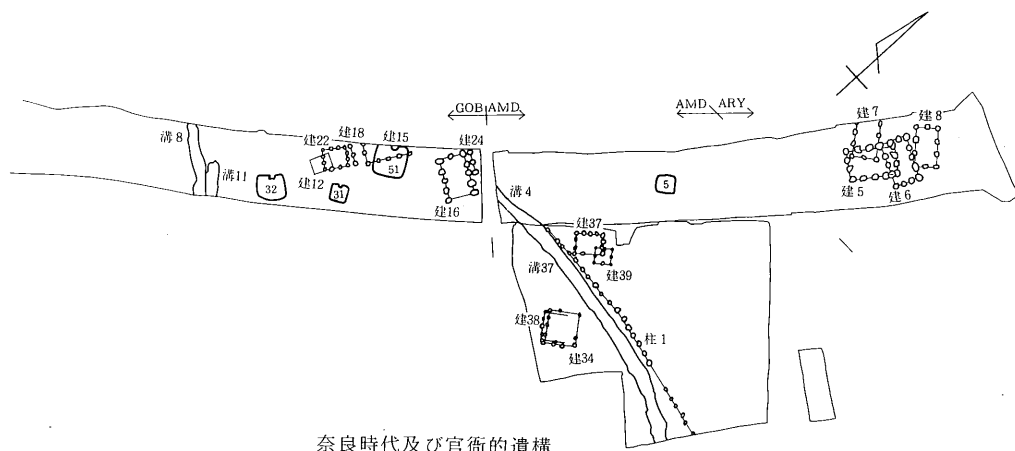 GOB AMD
AMD ARY
溝8
溝11
32
建22
建12
建18
31
建15
51
建24
建16
溝4
溝37
建37
建39
建38
建34
柱1
5
建7
建5
建8
建6
奈良時代及び官衙的遺構